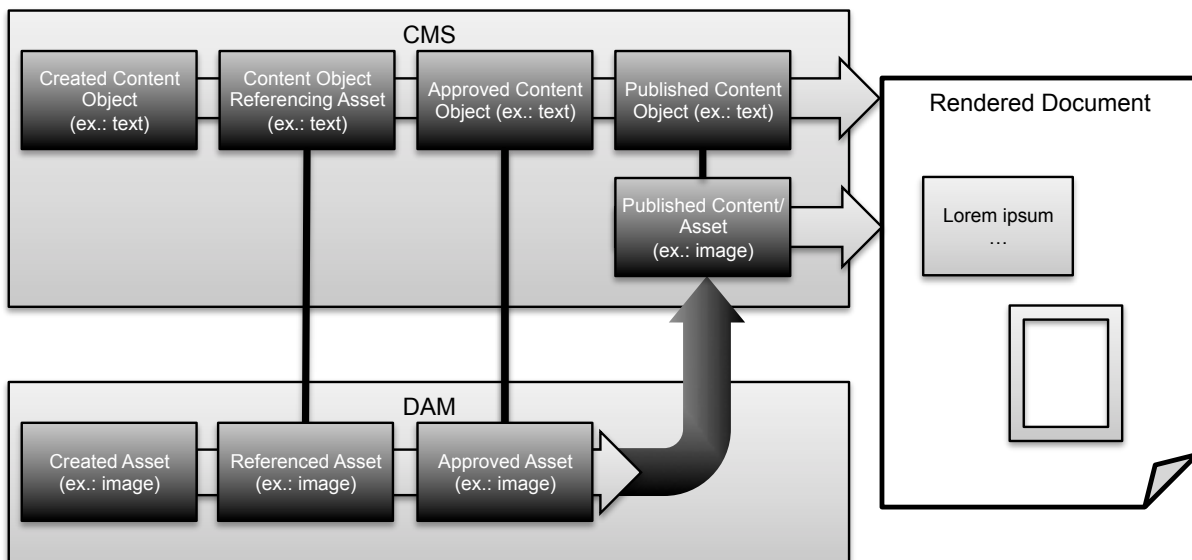 CMS
Created Content
Object
(ex.: text)
Content Object
Referencing Asset
(ex.: text)
Approved Content
Object (ex.: text)
Published Content
Object (ex.: text)
Published Content/
Asset
(ex.: image)
Rendered Document
Lorem ipsum
…
DAM
Created Asset
(ex.: image)
Referenced Asset
(ex.: image)
Approved Asset
(ex.: image)